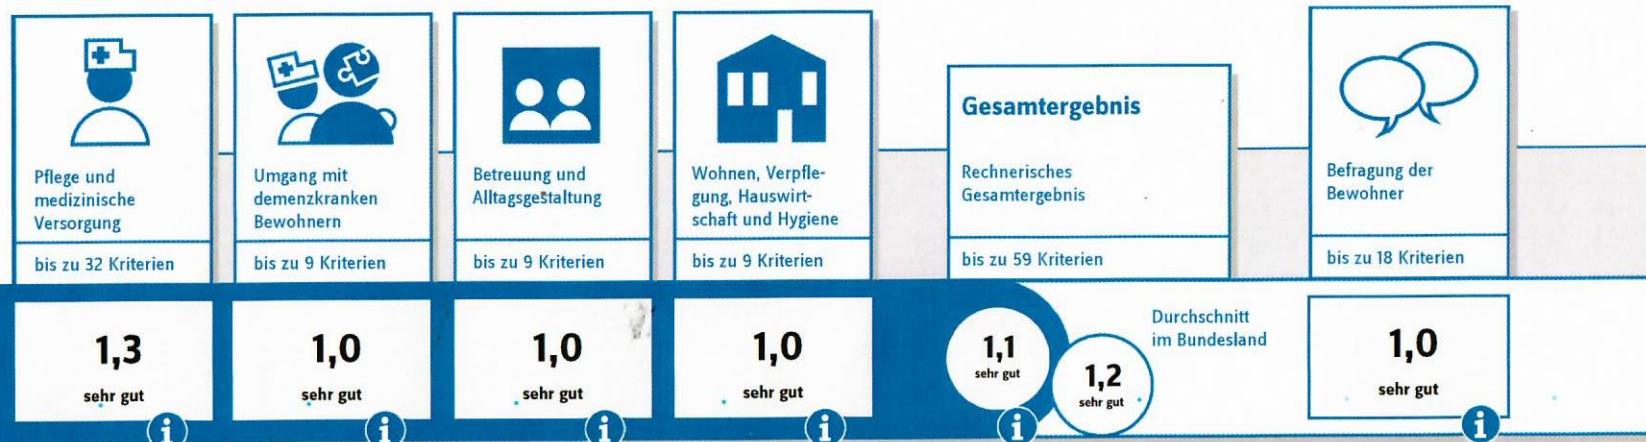 Pflege und
medizinische
Versorgung
bis zu 32 Kriterien
1,3
sehr gut
i
Umgang mit
demenzkranken
Bewohnern
bis zu 9 Kriterien
1,0
sehr gut
i
Betreuung und
Alltagsgestaltung
bis zu 9 Kriterien
1,0
sehr gut
i
Wohnen, Verpfle-
gung, Hauswirt-
schaft und Hygiene
bis zu 9 Kriterien
1,0
sehr gut
i
Gesamtergebnis
Rechnerisches
Gesamtergebnis
bis zu 59 Kriterien
1,1
sehr gut
i
1,2
sehr gut
Durchschnitt
im Bundesland
Befragung der
Bewohner
bis zu 18 Kriterien
1,0
sehr gut
i